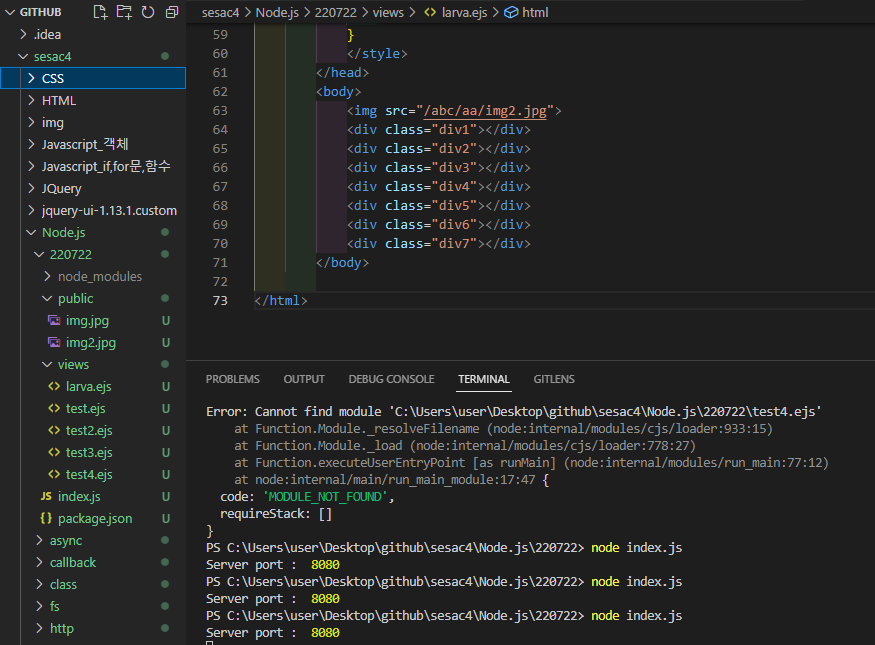 GITHUB
.idea
sesac4
CSS
HTML
img
Javascript_객체
Javascript_if,for문,함수
JQuery
jquery-ui-1.13.1.custom
Node.js
220722
node_modules
public
img.jpg U
img2.jpg U
views
larva.ejs U
test.ejs U
test2.ejs U
test3.ejs U
test4.ejs U
JS index.js U
{} package.json U
async
callback
class
fs
http
sesac4 > Node.js > 220722 > views > <> larva.ejs > html
59 }
60 </style>
61 </head>
62 <body>
63 <img src="/abc/aa/img2.jpg">
64 <div class="div1"></div>
65 <div class="div2"></div>
66 <div class="div3"></div>
67 <div class="div4"></div>
68 <div class="div5"></div>
69 <div class="div6"></div>
70 <div class="div7"></div>
71 </body>
72
73 </html>
PROBLEMS OUTPUT DEBUG CONSOLE TERMINAL GITLENS
Error: Cannot find module 'C:\Users\user\Desktop\github\sesac4\Node.js\220722\test4.ejs'
at Function.Module._resolveFilename (node:internal/modules/cjs/loader:933:15)
at Function.Module._load (node:internal/modules/cjs/loader:778:27)
at Function.executeUserEntryPoint [as runMain] (node:internal/modules/run_main:77:12)
at node:internal/main/run_main_module:17:47 {
code: 'MODULE_NOT_FOUND',
requireStack: []
}
PS C:\Users\user\Desktop\github\sesac4\Node.js\220722> node index.js
Server port :  8080
PS C:\Users\user\Desktop\github\sesac4\Node.js\220722> node index.js
Server port :  8080
PS C:\Users\user\Desktop\github\sesac4\Node.js\220722> node index.js
Server port :  8080